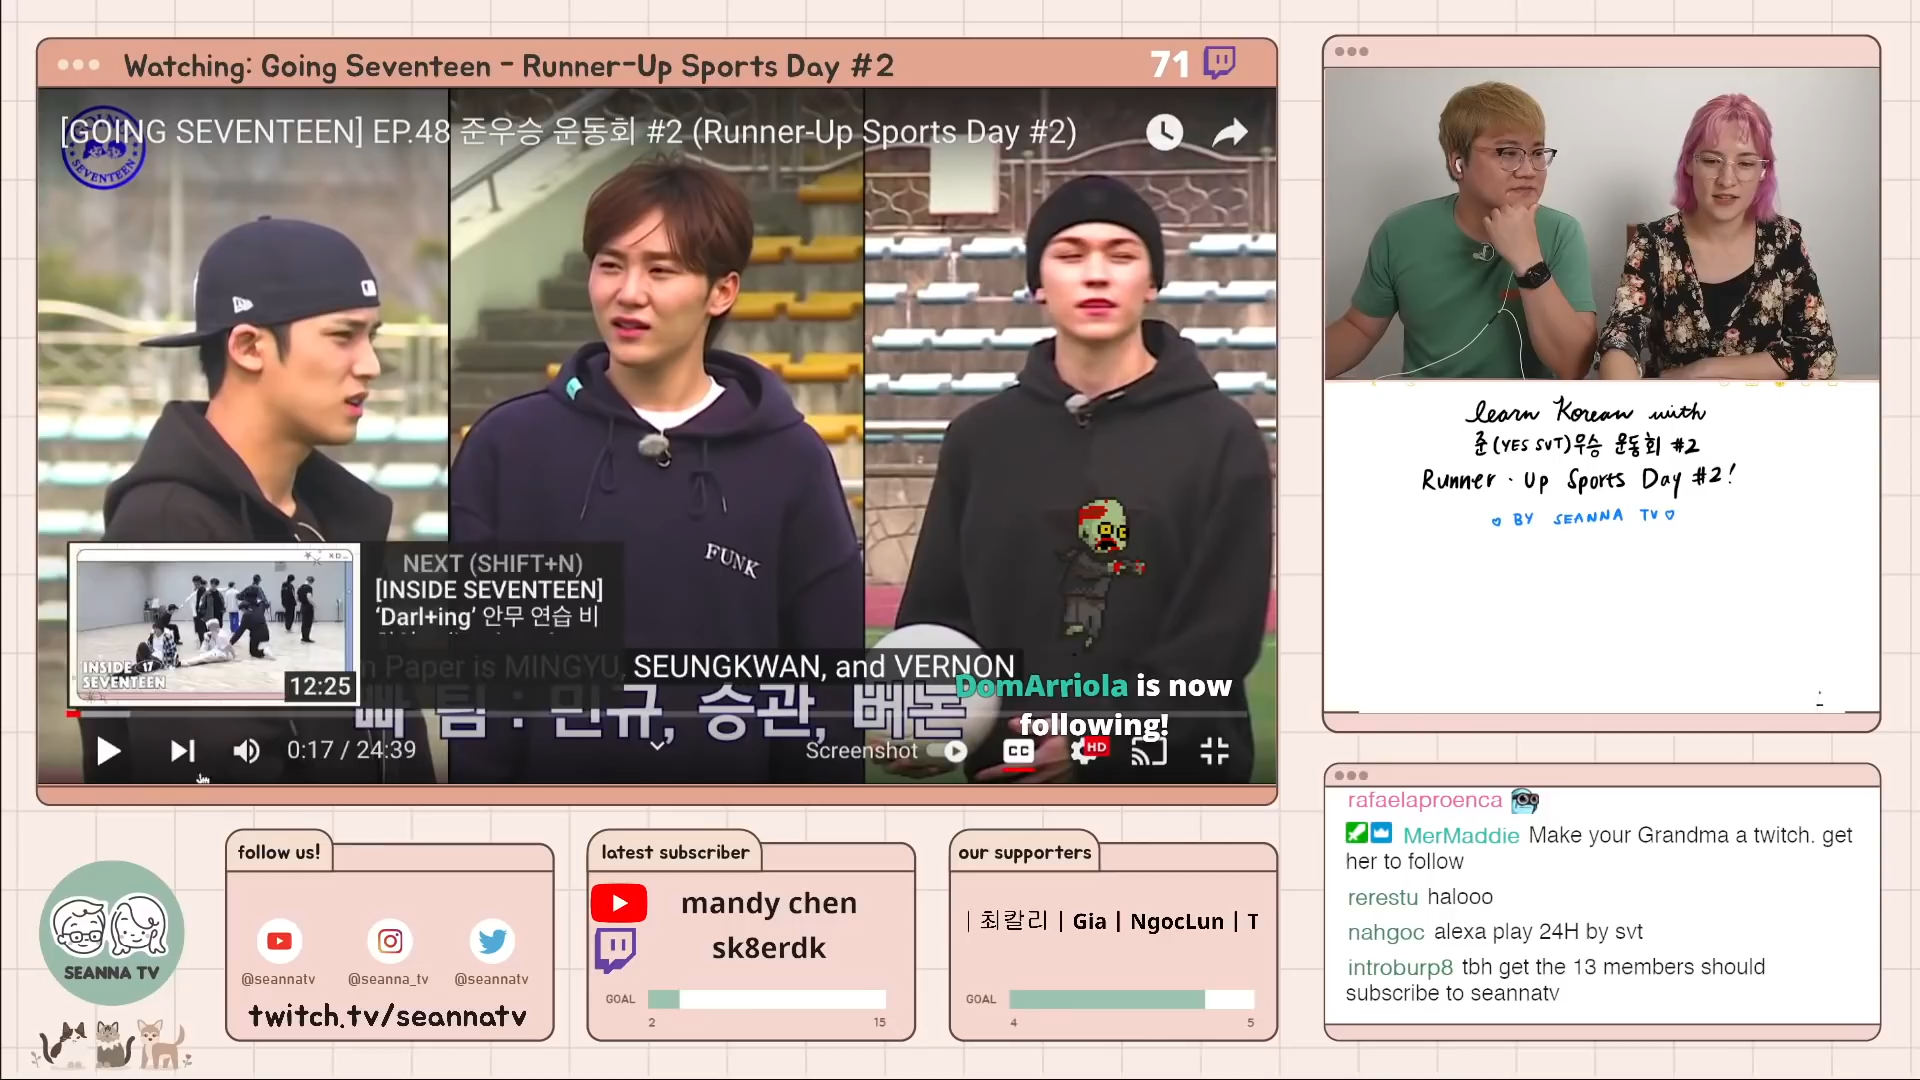 Watching: Going Seventeen - Runner-Up Sports Day #2
71
[GOING SEVENTEEN] EP.48 준우승 운동회 #2 (Runner-Up Sports Day #2)
SEVENTEEN
FUNK
NEXT (SHIFT+N)
[INSIDE SEVENTEEN]
‘Darl+ing’ 안무 연습 비
INSIDE 17
SEVENTEEN
12:25
Paper is MINGYU, SEUNGKWAN, and VERNON
팀 : 민규, 승관, 버논
DomArriola is now
following!
0:17 / 24:39
Screenshot
CC
HD
learn Korean with
준(YES SVT)우승 운동회 #2
Runner-Up Sports Day #2!
BY SEANNA TV
rafaelaproenca
MerMaddie Make your Grandma a twitch. get
her to follow
rerestu halooo
nahgoc alexa play 24H by svt
introburp8 tbh get the 13 members should
subscribe to seannatv
SEANNA TV
follow us!
@seannatv
@seanna_tv
@seannatv
twitch.tv/seannatv
latest subscriber
mandy chen
sk8erdk
GOAL
2
15
our supporters
| 최칼리 | Gia | NgocLun | T
GOAL
4
5